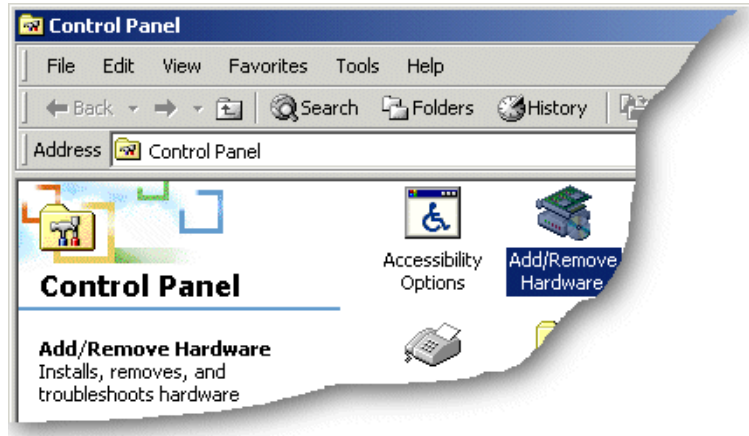 Control Panel
File Edit View Favorites Tools Help
Back Search Folders History
Address Control Panel
Accessibility Options
Add/Remove Hardware
Control Panel
Add/Remove Hardware
Installs, removes, and
troubleshoots hardware